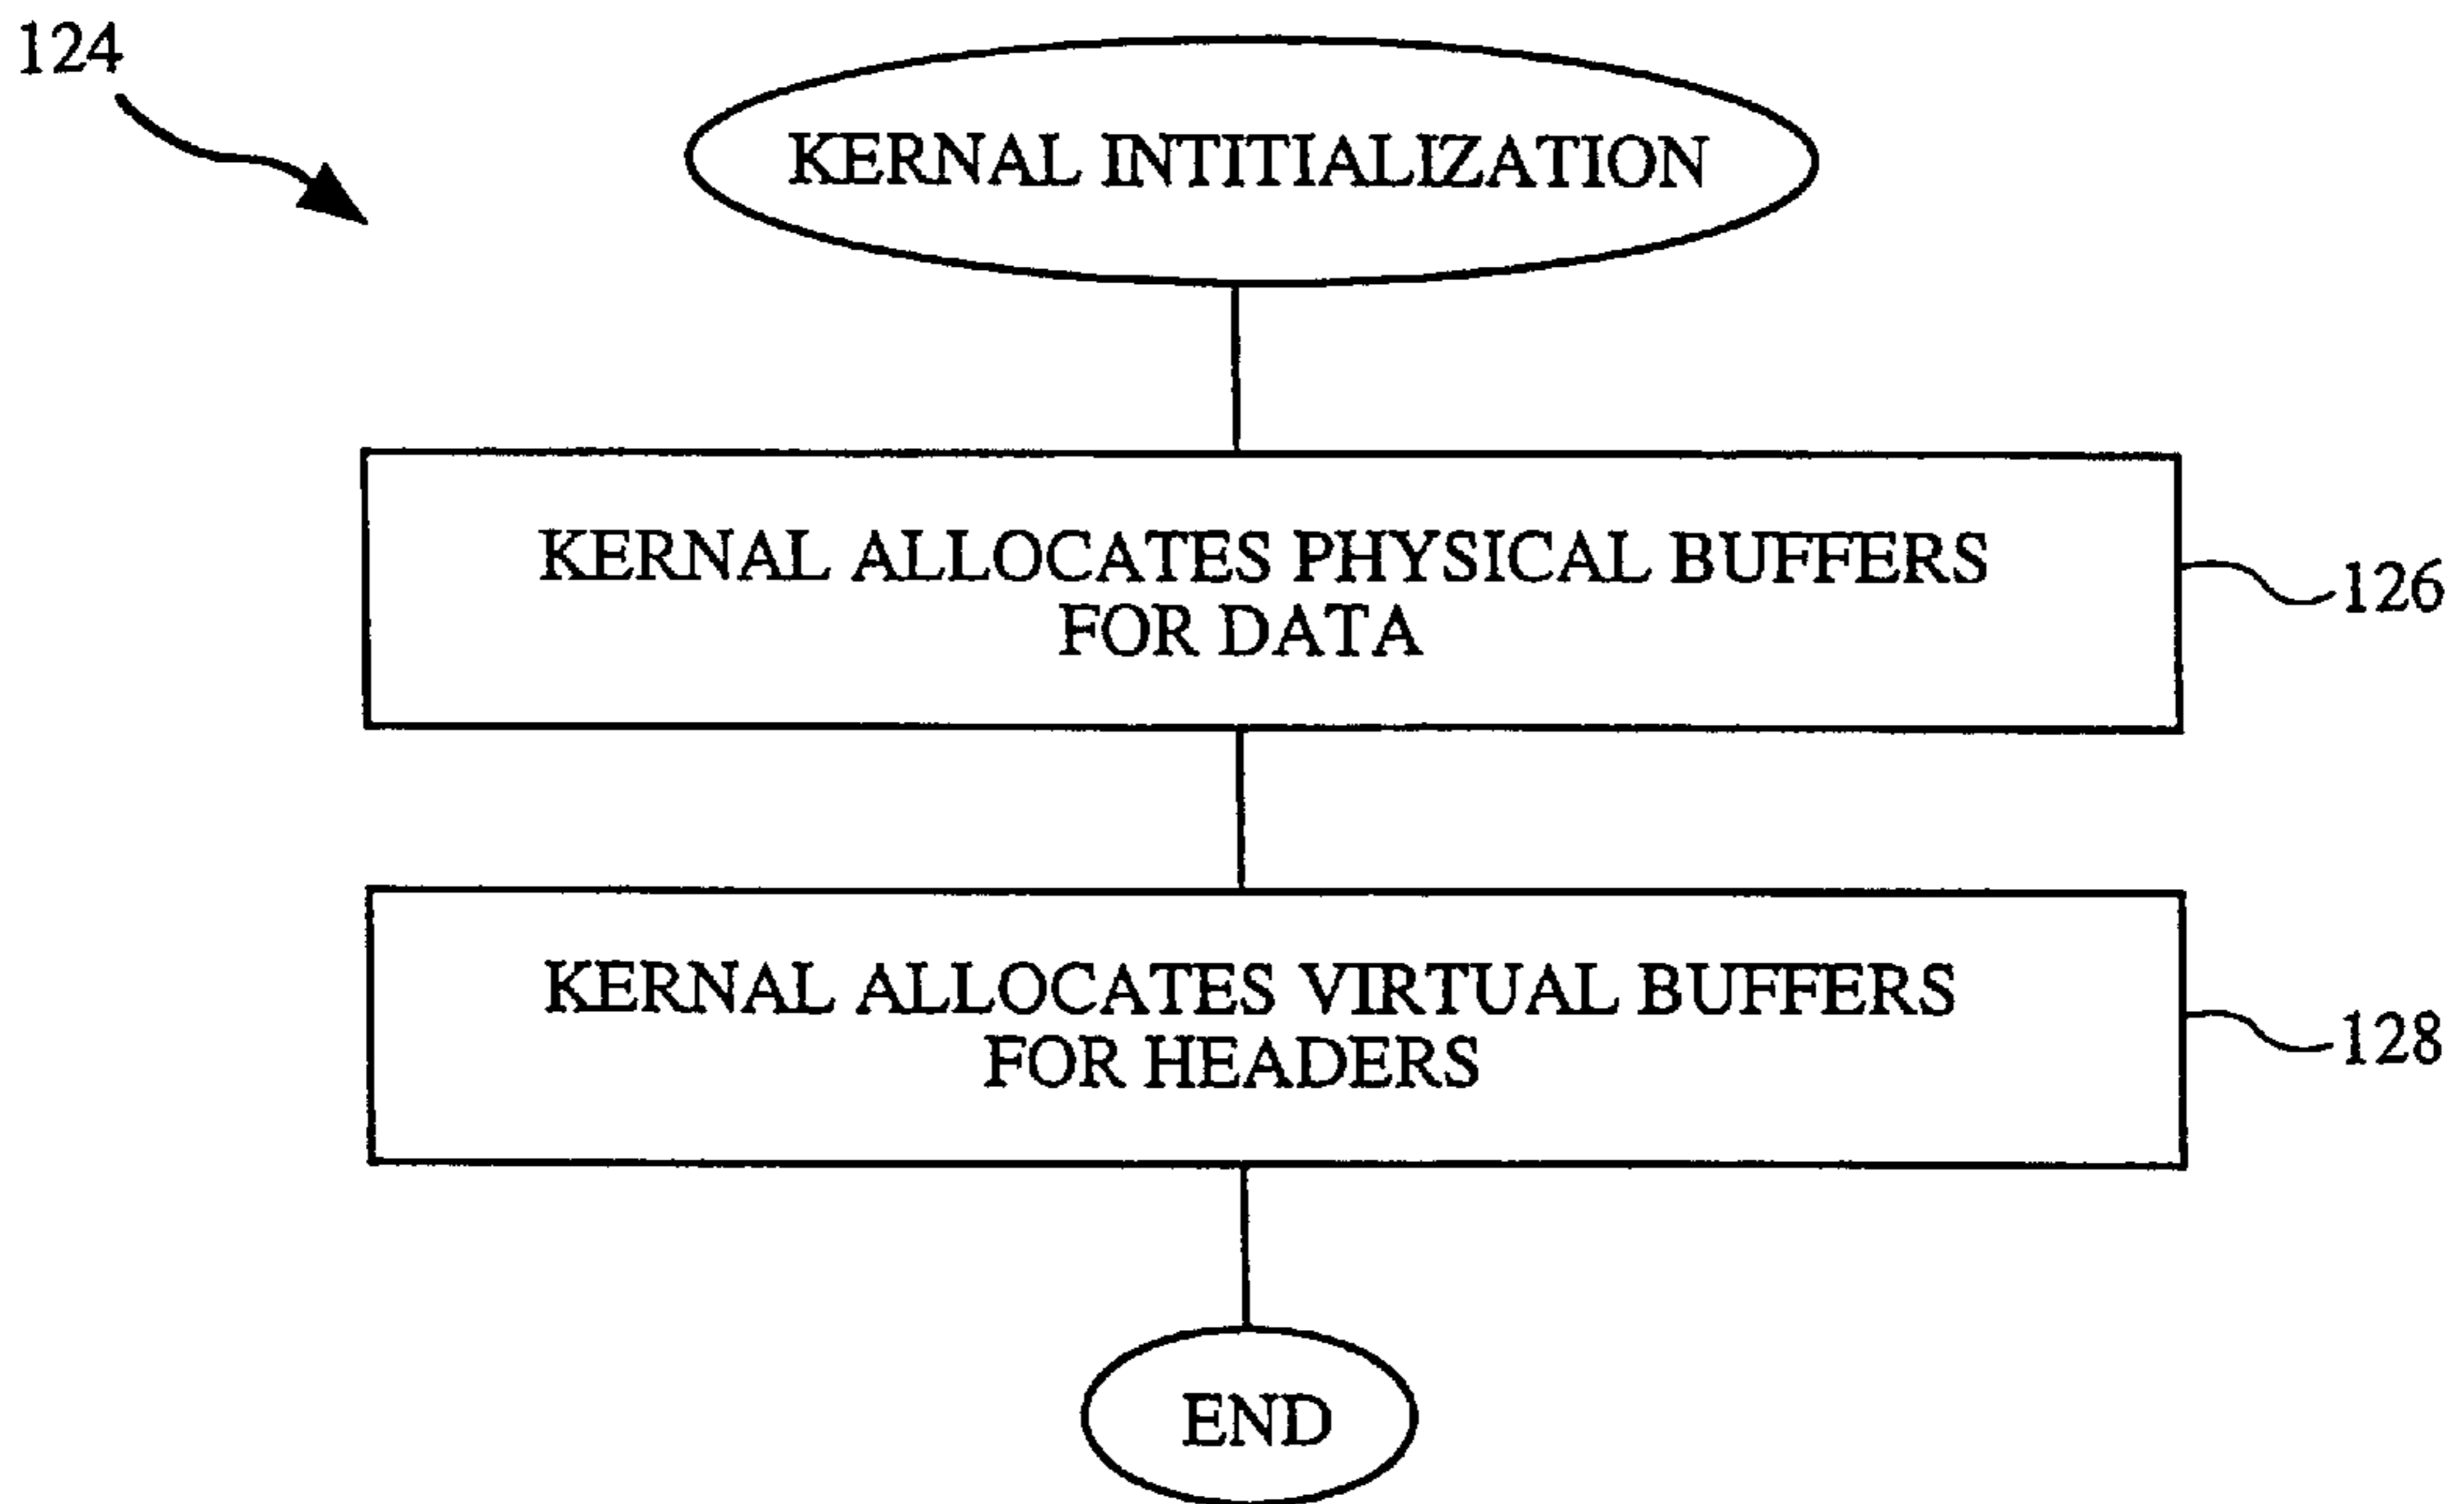 124
KERNAL INTITIALIZATION
KERNAL ALLOCATES PHYSICAL BUFFERS
FOR DATA
126
KERNAL ALLOCATES VIRTUAL BUFFERS
FOR HEADERS
128
END